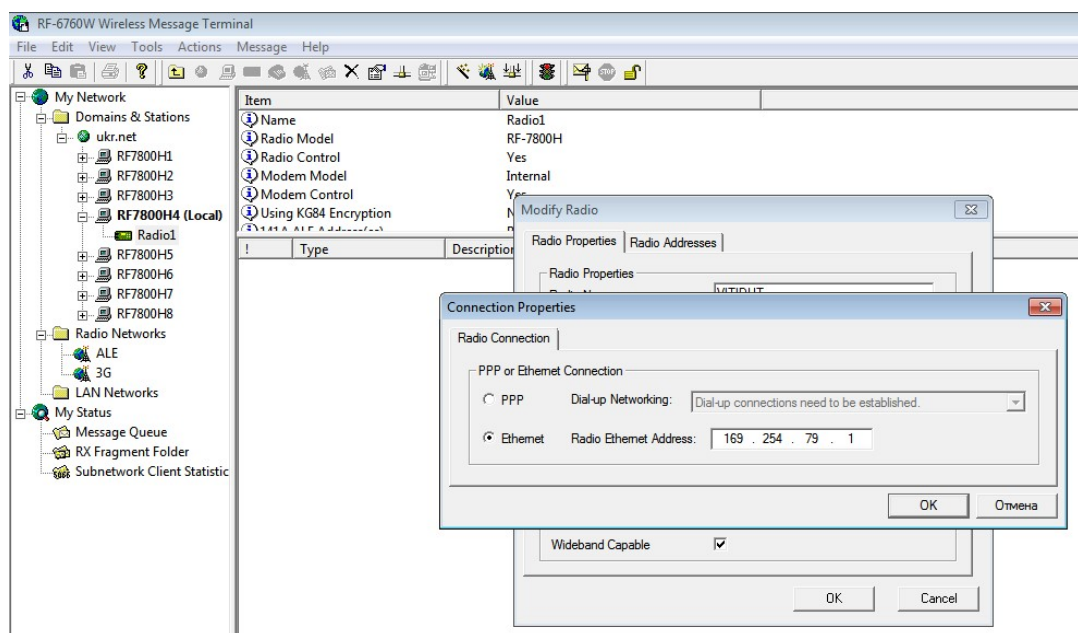 RF-6760W Wireless Message Terminal
File Edit View Tools Actions Message Help
My Network
Domains & Stations
ukr.net
RF7800H1
RF7800H2
RF7800H3
RF7800H4 (Local)
Radio1
RF7800H5
RF7800H6
RF7800H7
RF7800H8
Radio Networks
ALE
3G
LAN Networks
My Status
Message Queue
RX Fragment Folder
Subnetwork Client Statistic
Item Value
Name Radio1
Radio Model RF-7800H
Radio Control Yes
Modem Model Internal
Modem Control Yes
Using KG84 Encryption N
! Type Description
Modify Radio
Radio Properties Radio Addresses
Radio Properties
Connection Properties
Radio Connection
PPP or Ethernet Connection
PPP Dial-up Networking: Dial-up connections need to be established.
Ethernet Radio Ethernet Address: 169 . 254 . 79 . 1
OK Отмена
Wideband Capable
OK Cancel